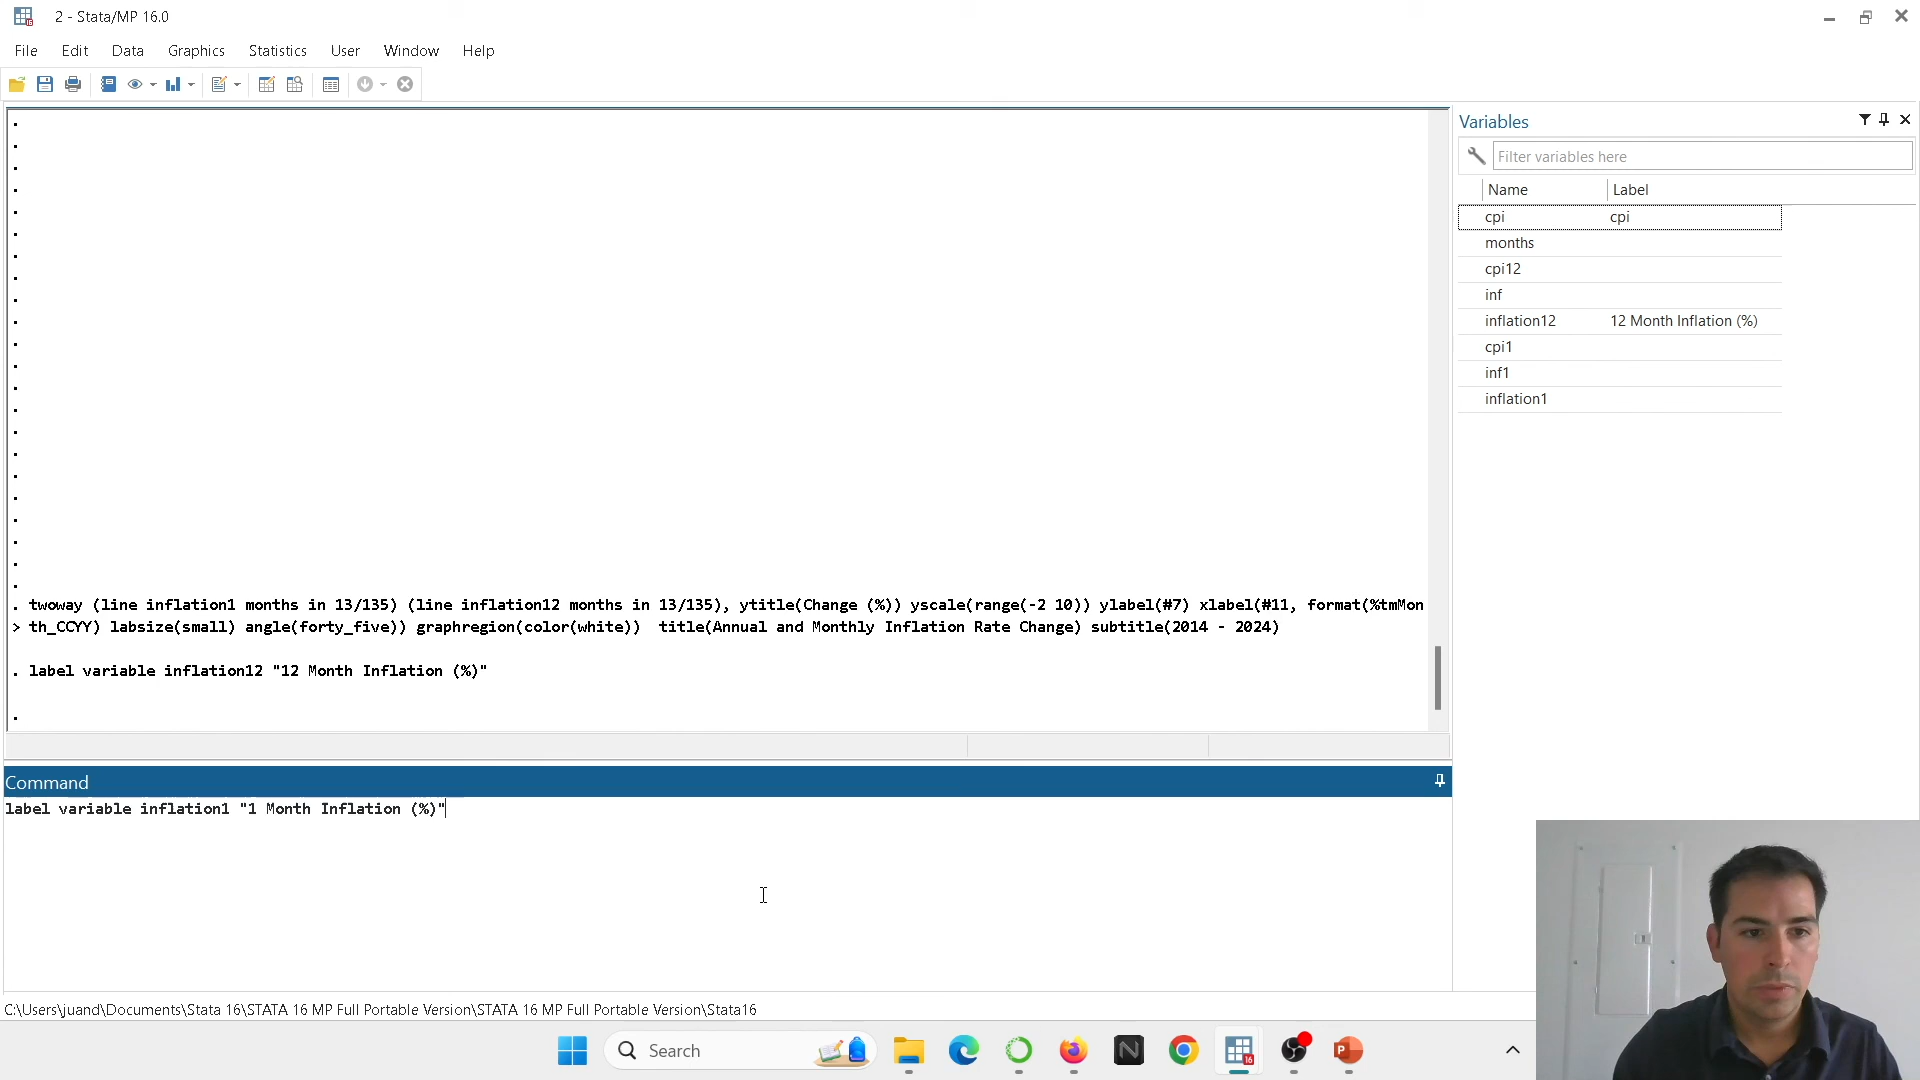 2 - Stata/MP 16.0
File Edit Data Graphics Statistics User Window Help
. twoway (line inflation1 months in 13/135) (line inflation12 months in 13/135), ytitle(Change (%)) yscale(range(-2 10)) ylabel(#7) xlabel(#11, format(%tmMon
> th_CCYY) labsize(small) angle(forty_five)) graphregion(color(white))  title(Annual and Monthly Inflation Rate Change) subtitle(2014 - 2024)
. label variable inflation12 "12 Month Inflation (%)"
.
Command
label variable inflation1 "1 Month Inflation (%)"
Variables
Filter variables here
Name Label
cpi cpi
months
cpi12
inf
inflation12 12 Month Inflation (%)
cpi1
inf1
inflation1
C:\Users\juand\Documents\Stata 16\STATA 16 MP Full Portable Version\STATA 16 MP Full Portable Version\Stata16
Search